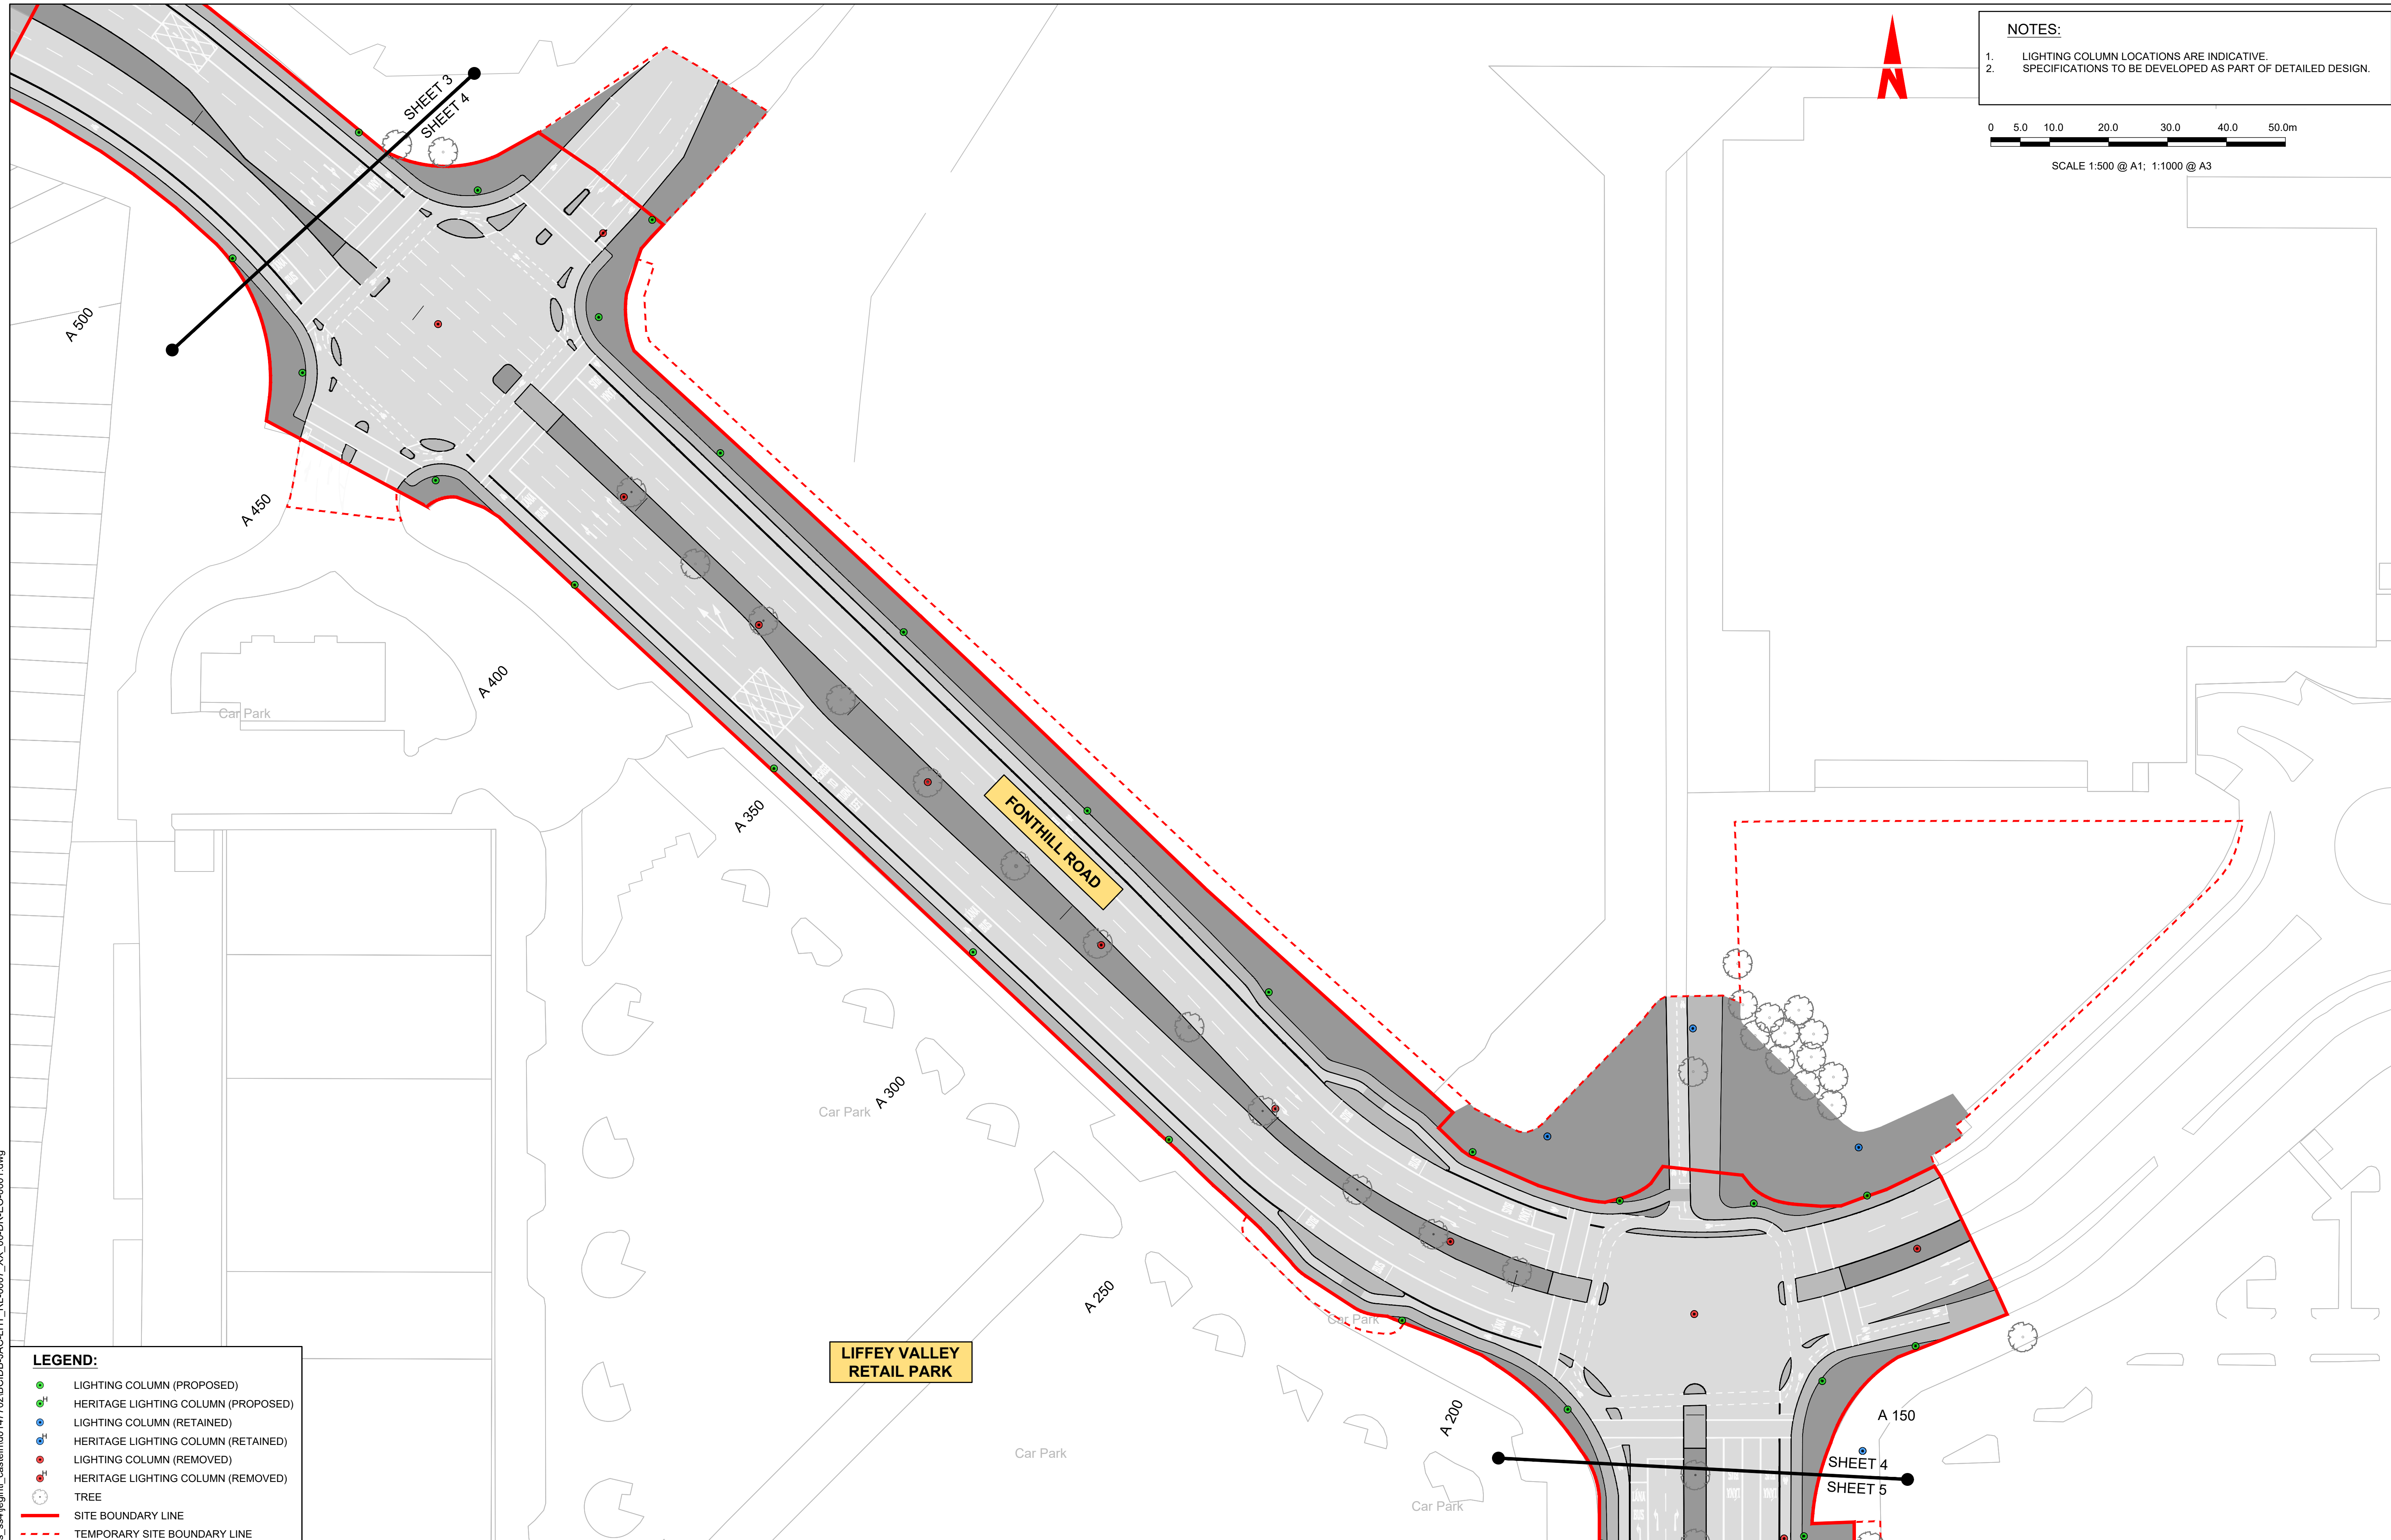 NOTES:
1. LIGHTING COLUMN LOCATIONS ARE INDICATIVE.
2. SPECIFICATIONS TO BE DEVELOPED AS PART OF DETAILED DESIGN.
N
0 5.0 10.0 20.0 30.0 40.0 50.0m
SCALE 1:500 @ A1; 1:1000 @ A3
SHEET 3
SHEET 4
A 500
A 450
A 400
Car Park
A 350
FONTHILL ROAD
A 300
Car Park
A 250
Car Park
LIFFEY VALLEY
RETAIL PARK
A 200
A 150
Car Park
SHEET 4
SHEET 5
Car Park
LEGEND:
LIGHTING COLUMN (PROPOSED)
H HERITAGE LIGHTING COLUMN (PROPOSED)
LIGHTING COLUMN (RETAINED)
H HERITAGE LIGHTING COLUMN (RETAINED)
LIGHTING COLUMN (REMOVED)
H HERITAGE LIGHTING COLUMN (REMOVED)
TREE
SITE BOUNDARY LINE
TEMPORARY SITE BOUNDARY LINE